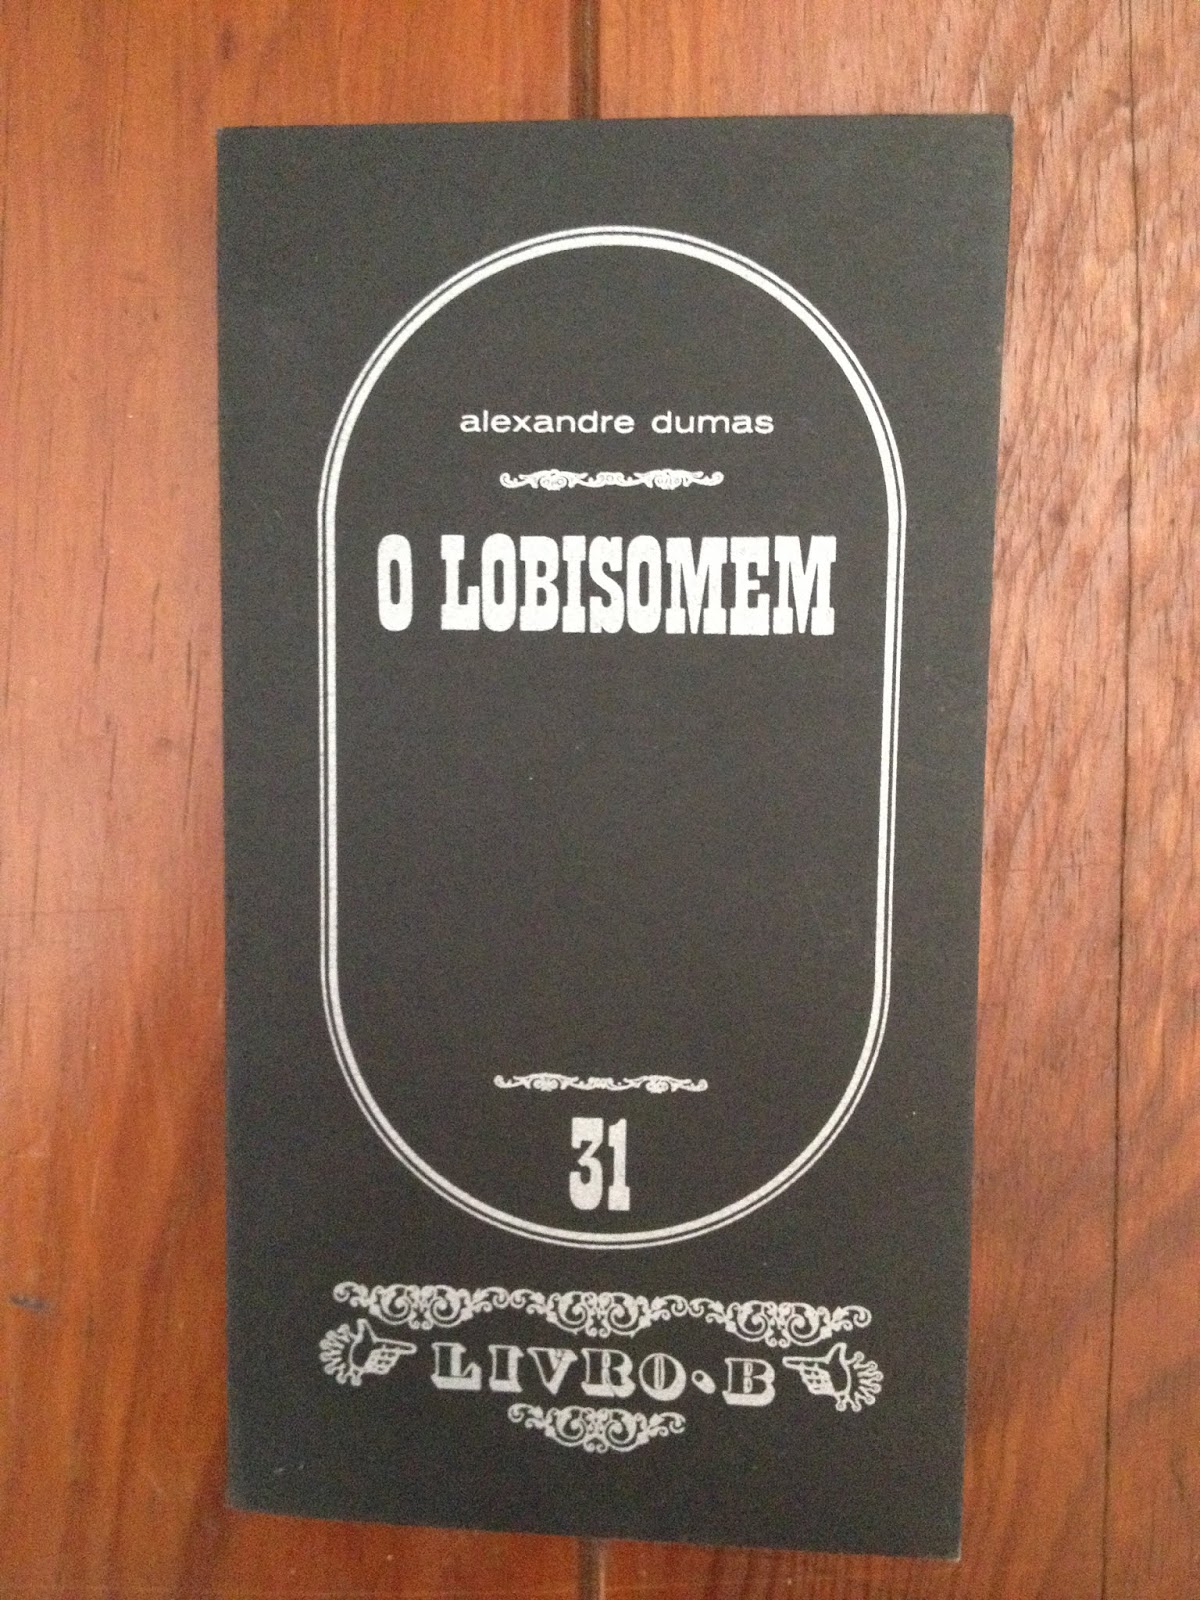 alexandre dumas
O LOBISOMEM
31
LIVRO•B